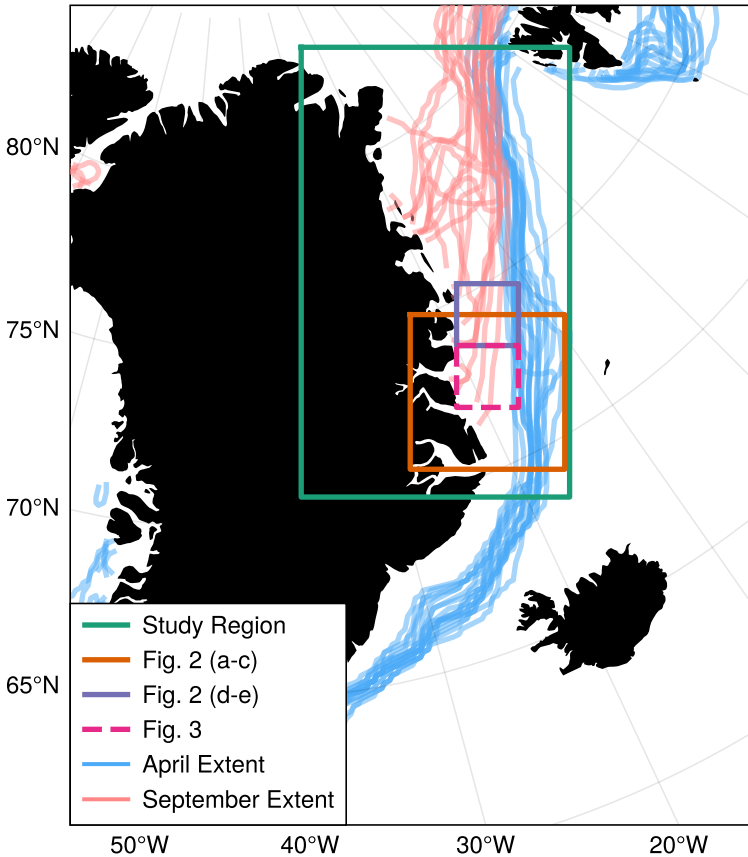 80°N
75°N
70°N
65°N
Study Region
Fig. 2 (a-c)
Fig. 2 (d-e)
Fig. 3
April Extent
September Extent
50°W 40°W 30°W 20°W